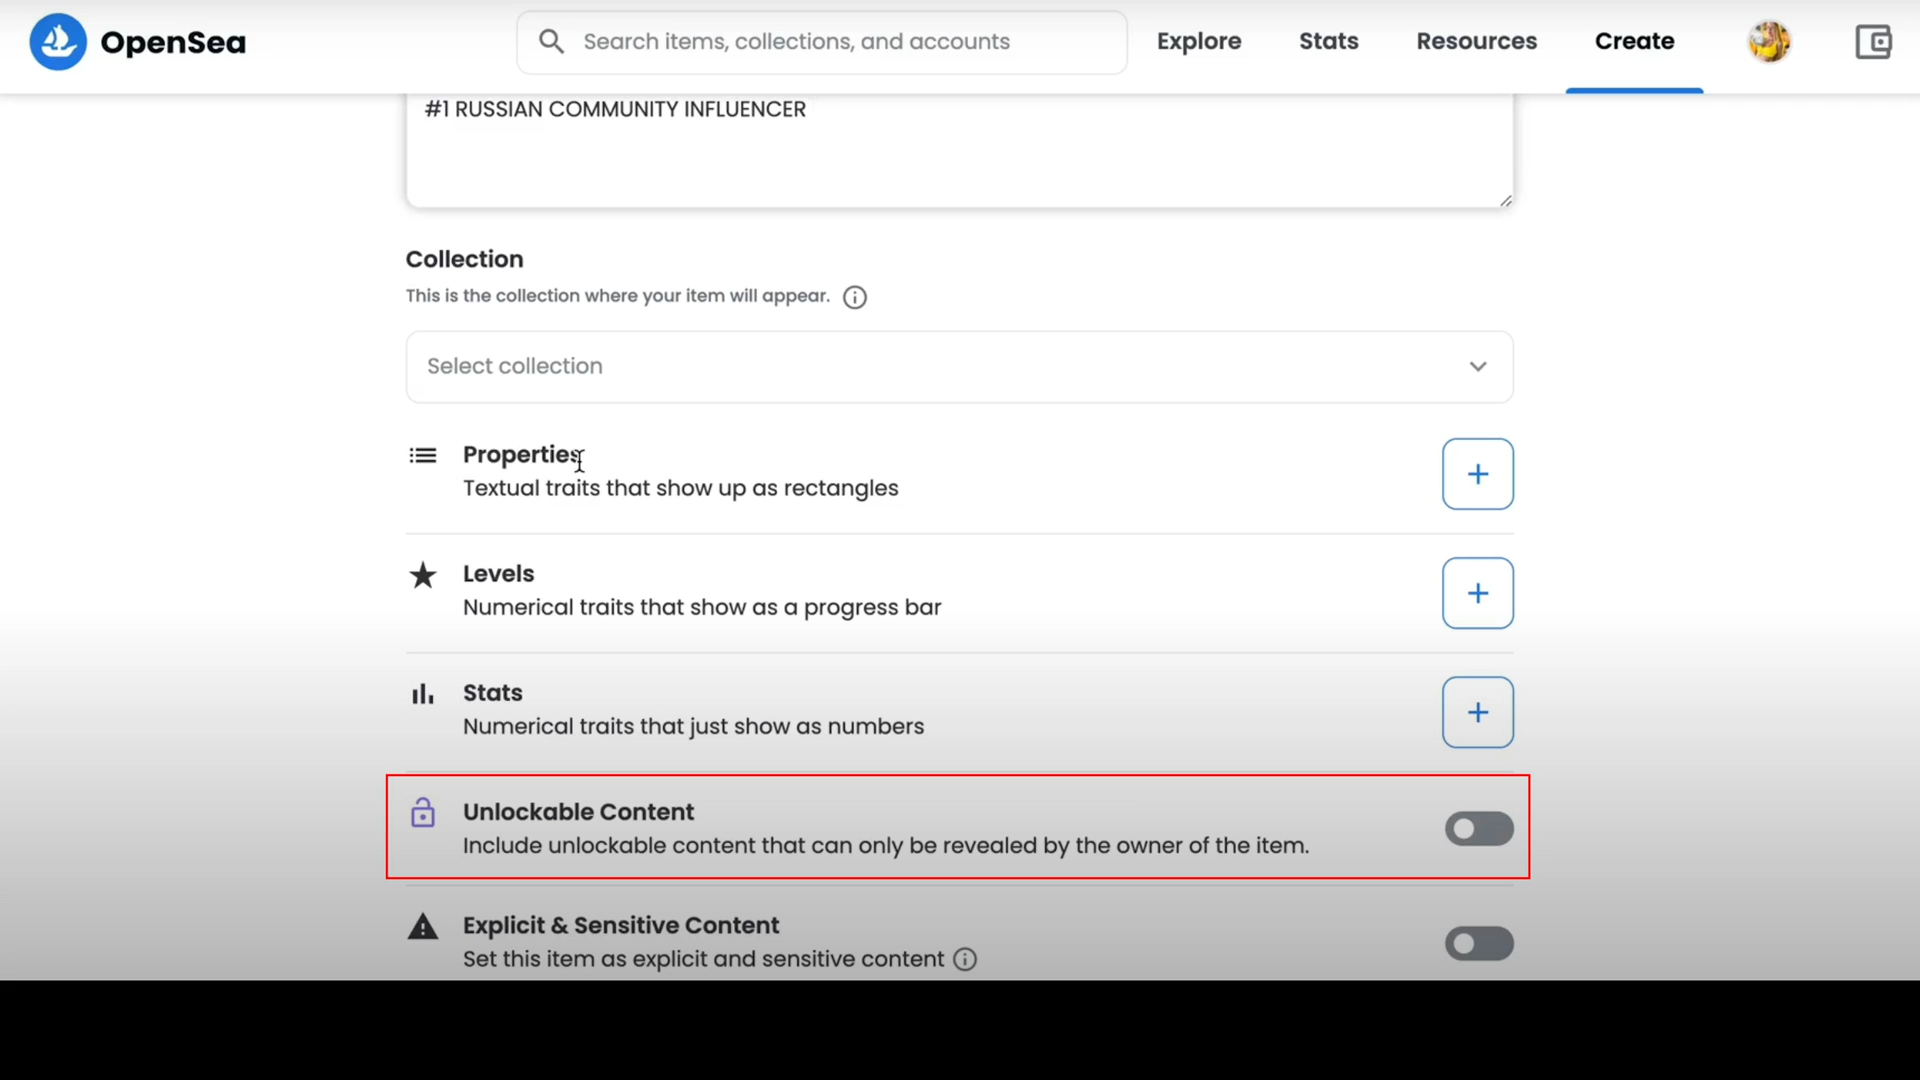 OpenSea
Search items, collections, and accounts
Explore
Stats
Resources
Create
#1 RUSSIAN COMMUNITY INFLUENCER
Collection
This is the collection where your item will appear.
Select collection
Properties
Textual traits that show up as rectangles
Levels
Numerical traits that show as a progress bar
Stats
Numerical traits that just show as numbers
Unlockable Content
Include unlockable content that can only be revealed by the owner of the item.
Explicit & Sensitive Content
Set this item as explicit and sensitive content